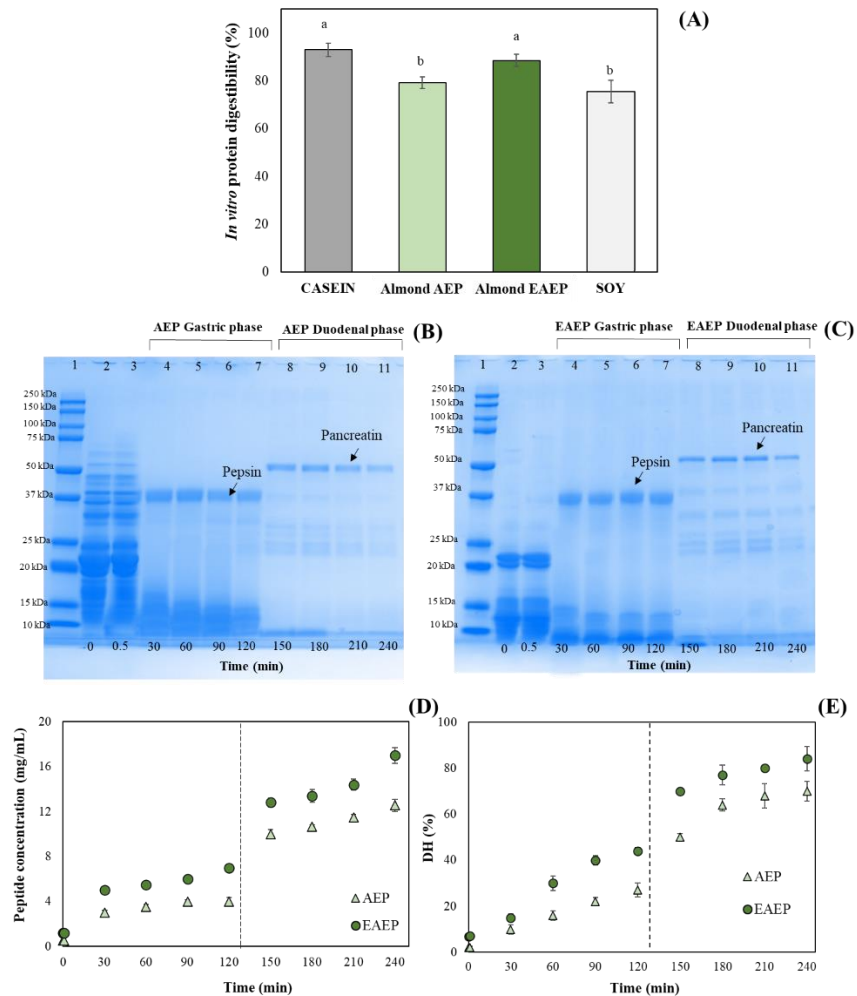 (A)
In vitro protein digestibility (%)
100
80
60
40
20
0
a
b
a
b
CASEIN Almond AEP Almond EAEP SOY
AEP Gastric phase AEP Duodenal phase (B)
1 2 3 4 5 6 7 8 9 10 11
250 kDa
150 kDa
100 kDa
75 kDa
50 kDa
37 kDa
25 kDa
20 kDa
15 kDa
10 kDa
Pancreatin
Pepsin
0 0.5 30 60 90 120 150 180 210 240
Time (min)
EAEP Gastric phase EAEP Duodenal phase (C)
1 2 3 4 5 6 7 8 9 10 11
250 kDa
150 kDa
100 kDa
75 kDa
50 kDa
37 kDa
25 kDa
20 kDa
15 kDa
10 kDa
Pancreatin
Pepsin
0 0.5 30 60 90 120 150 180 210 240
Time (min)
(D)
Peptide concentration (mg/mL)
20
16
12
8
4
0
AEP
EAEP
0 30 60 90 120 150 180 210 240
Time (min)
(E)
DH (%)
100
80
60
40
20
0
AEP
EAEP
0 30 60 90 120 150 180 210 240
Time (min)